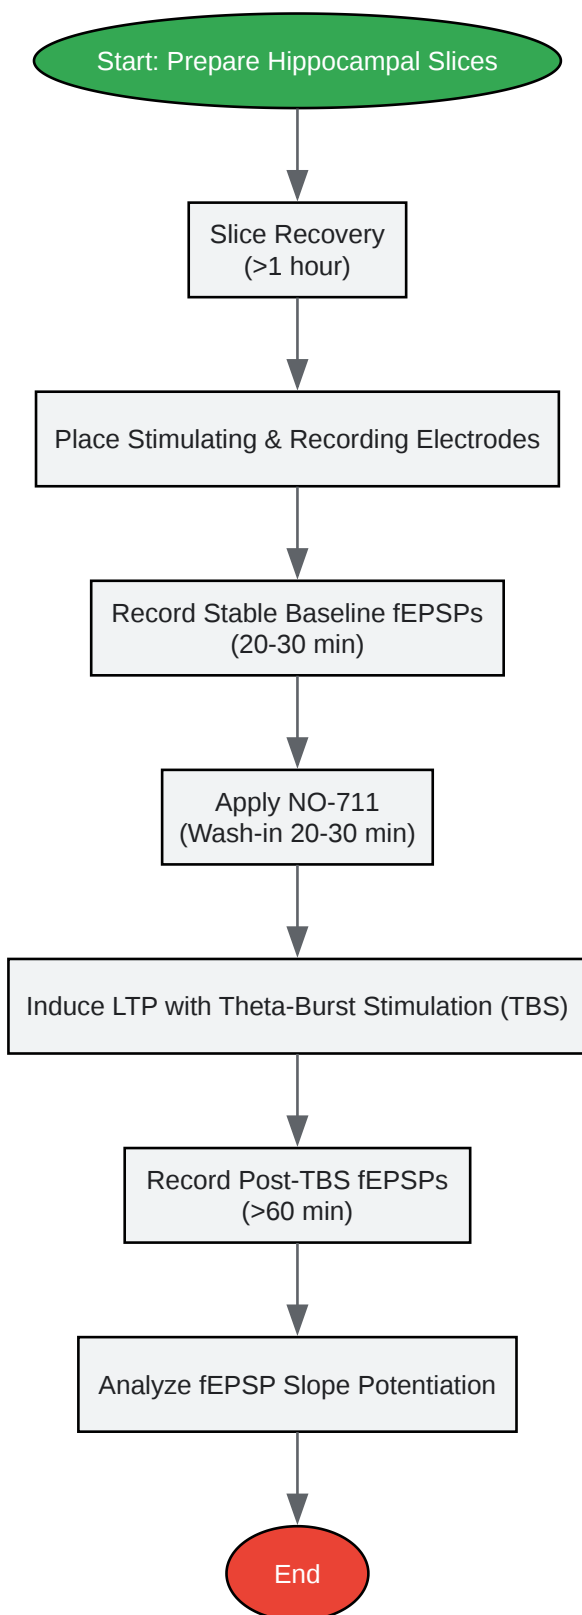 Start: Prepare Hippocampal Slices
Slice Recovery
(>1 hour)
Place Stimulating & Recording Electrodes
Record Stable Baseline fEPSPs
(20-30 min)
Apply NO-711
(Wash-in 20-30 min)
Induce LTP with Theta-Burst Stimulation (TBS)
Record Post-TBS fEPSPs
(>60 min)
Analyze fEPSP Slope Potentiation
End